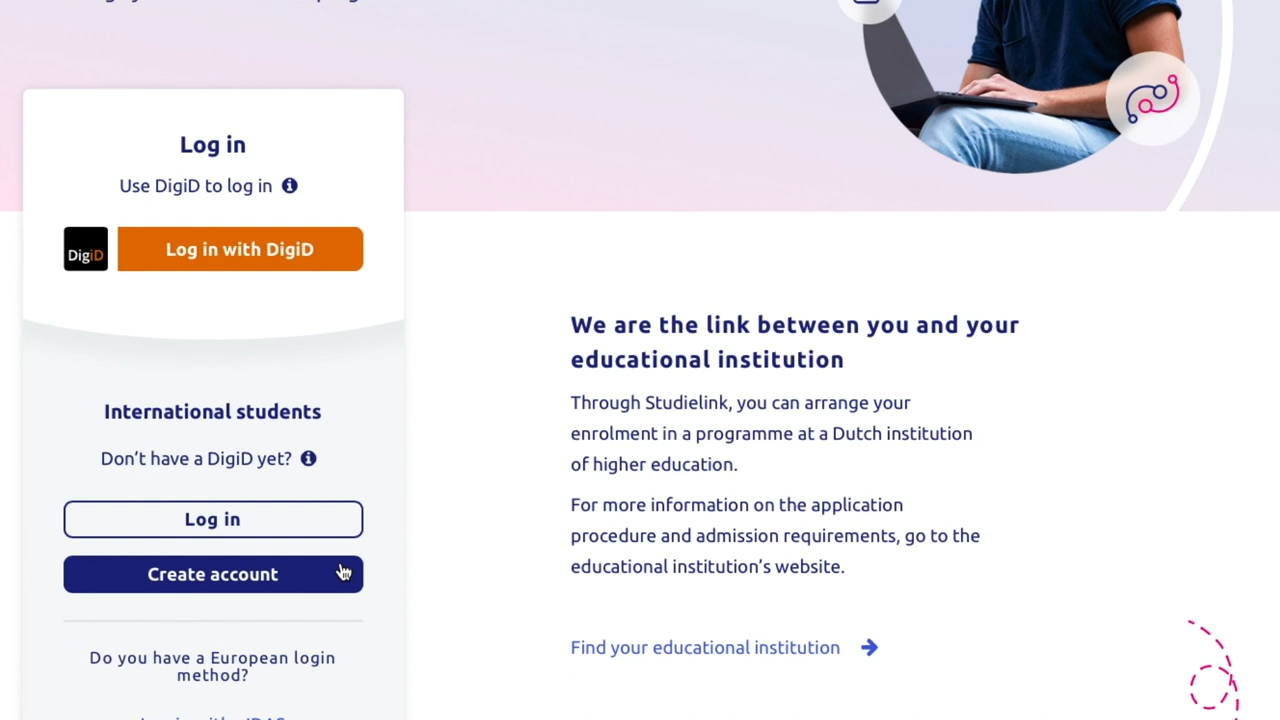 Log in
Use DigiD to log in
DigiD
Log in with DigiD
International students
Don't have a DigiD yet?
Log in
Create account
Do you have a European login
method?
We are the link between you and your
educational institution
Through Studielink, you can arrange your
enrolment in a programme at a Dutch institution
of higher education.
For more information on the application
procedure and admission requirements, go to the
educational institution's website.
Find your educational institution